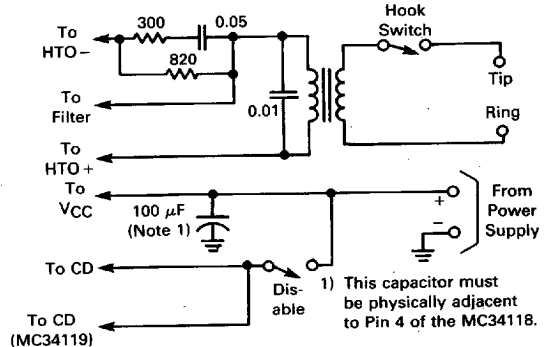 To
HTO-
300
0.05
820
Hook
Switch
Tip
Ring
To
Filter
0.01
To
HTO+
To
VCC
100 μF
(Note 1)
+
-
From
Power
Supply
To CD
Dis-
able
1) This capacitor must
be physically adjacent
to Pin 4 of the MC34118.
To CD
(MC34119)